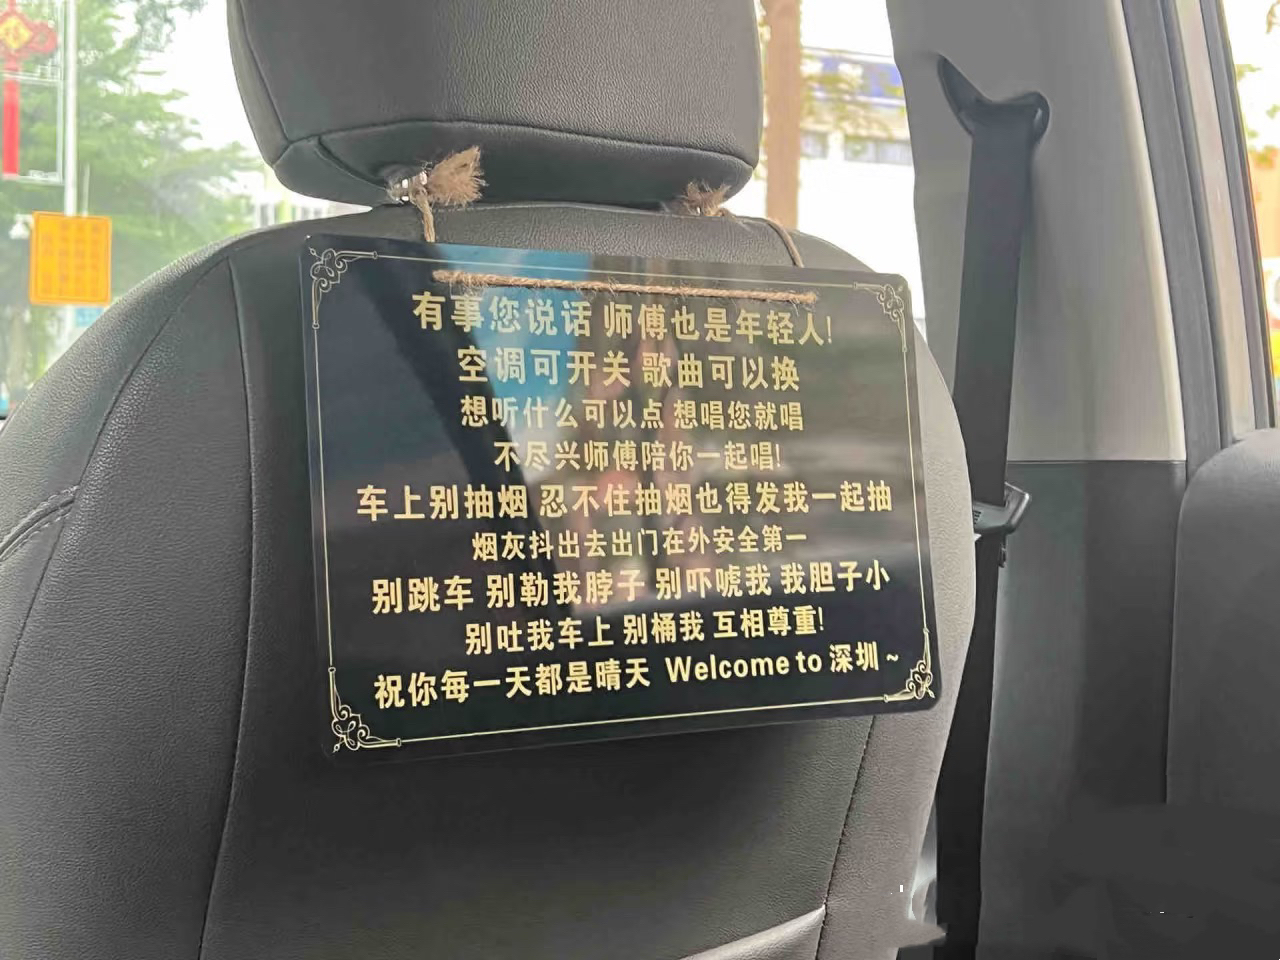 有事您说话 师傅也是年轻人!
空调可开关 歌曲可以换
想听什么可以点 想唱您就唱
不尽兴师傅陪你一起唱!
车上别抽烟 忍不住抽烟也得发我一起抽
烟灰抖出去出门在外安全第一
别跳车 别勒我脖子 别吓唬我 我胆子小
别吐我车上 别桶我 互相尊重!
祝你每一天都是晴天 Welcome to 深圳~